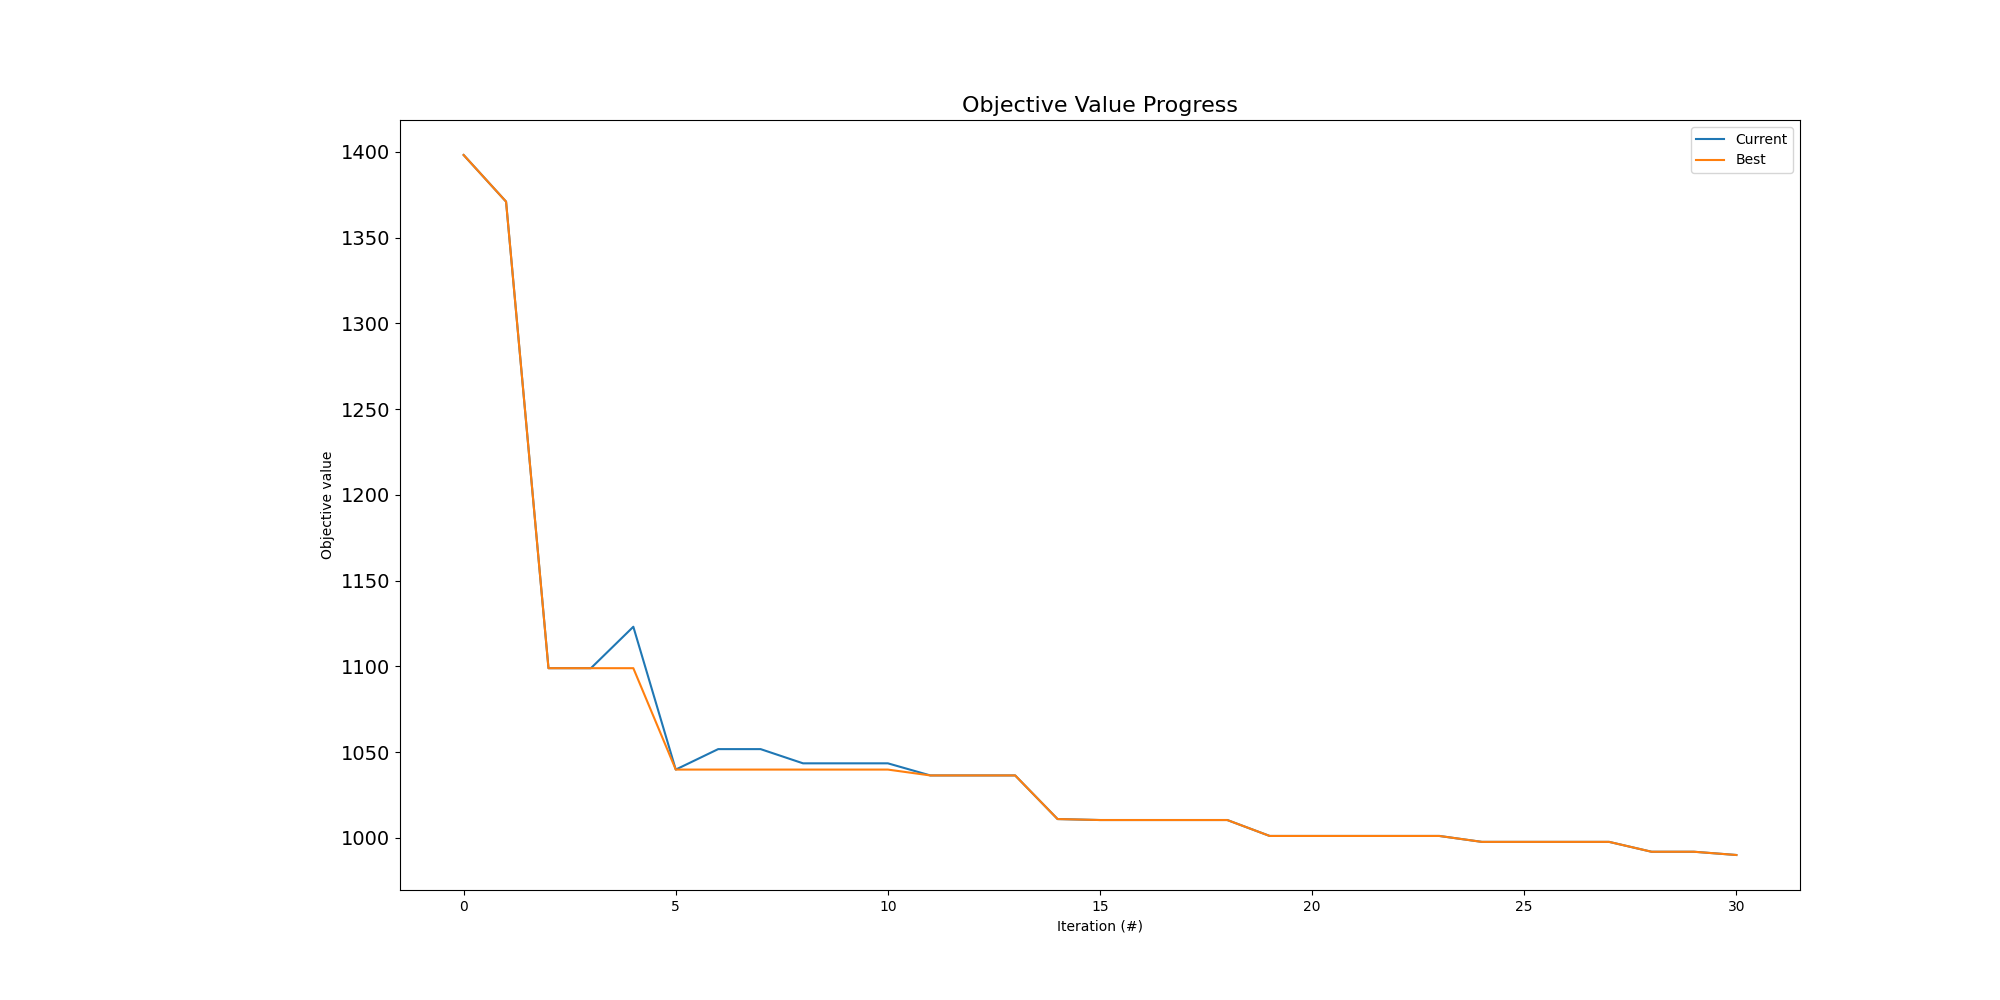 Objective Value Progress
Current
Best
1400
1350
1300
1250
1200
1150
1100
1050
1000
Objective value
0 5 10 15 20 25 30
Iteration (#)